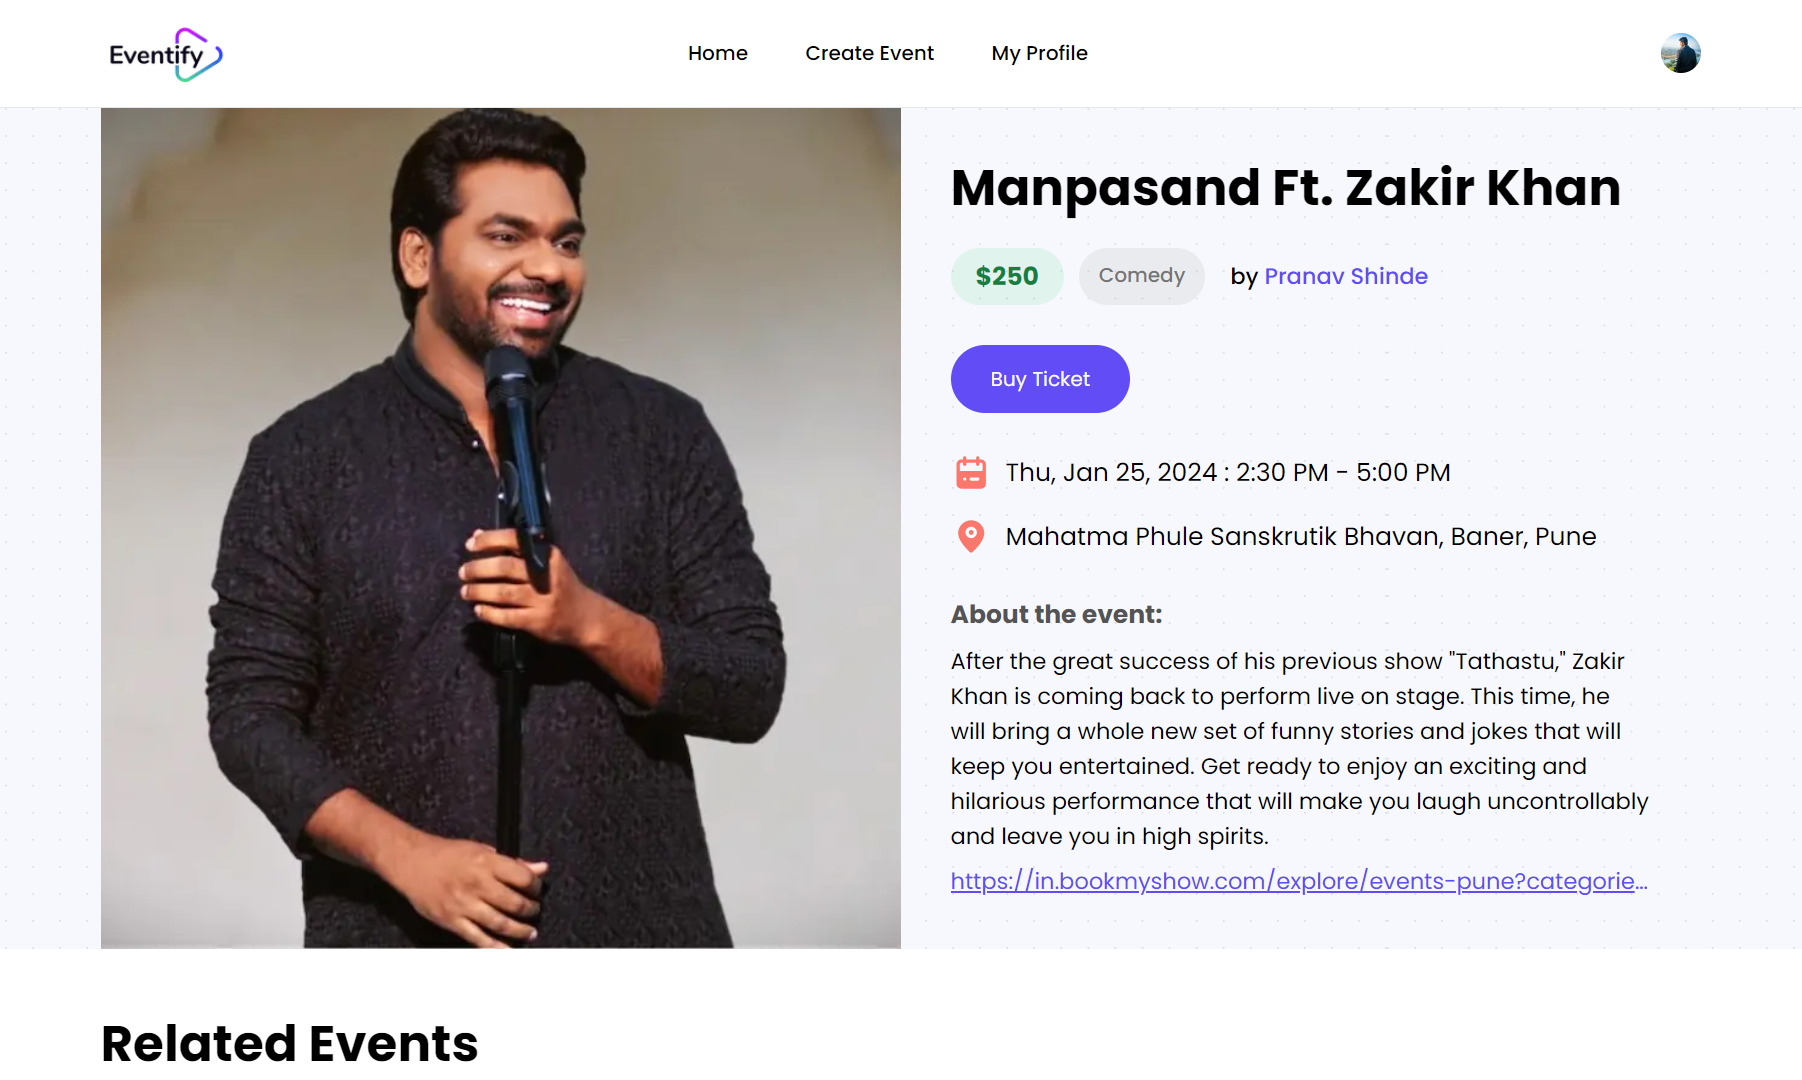 Eventify
Home
Create Event
My Profile
Manpasand Ft. Zakir Khan
$250
Comedy
by Pranav Shinde
Buy Ticket
Thu, Jan 25, 2024 : 2:30 PM - 5:00 PM
Mahatma Phule Sanskrutik Bhavan, Baner, Pune
About the event:
After the great success of his previous show "Tathastu," Zakir
Khan is coming back to perform live on stage. This time, he
will bring a whole new set of funny stories and jokes that will
keep you entertained. Get ready to enjoy an exciting and
hilarious performance that will make you laugh uncontrollably
and leave you in high spirits.
https://in.bookmyshow.com/explore/events-pune?categorie...
Related Events